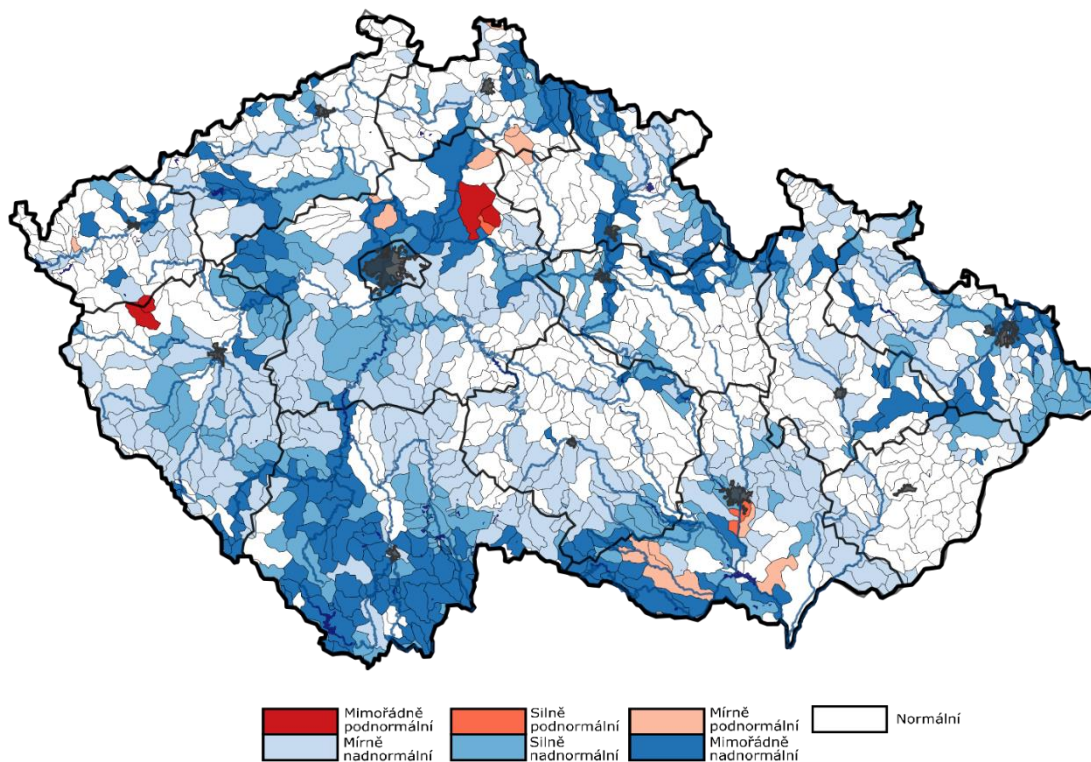 Mimořádně
podnormální
Silně
podnormální
Mírně
podnormální
Normální
Mírně
nadnormální
Silně
nadnormální
Mimořádně
nadnormální